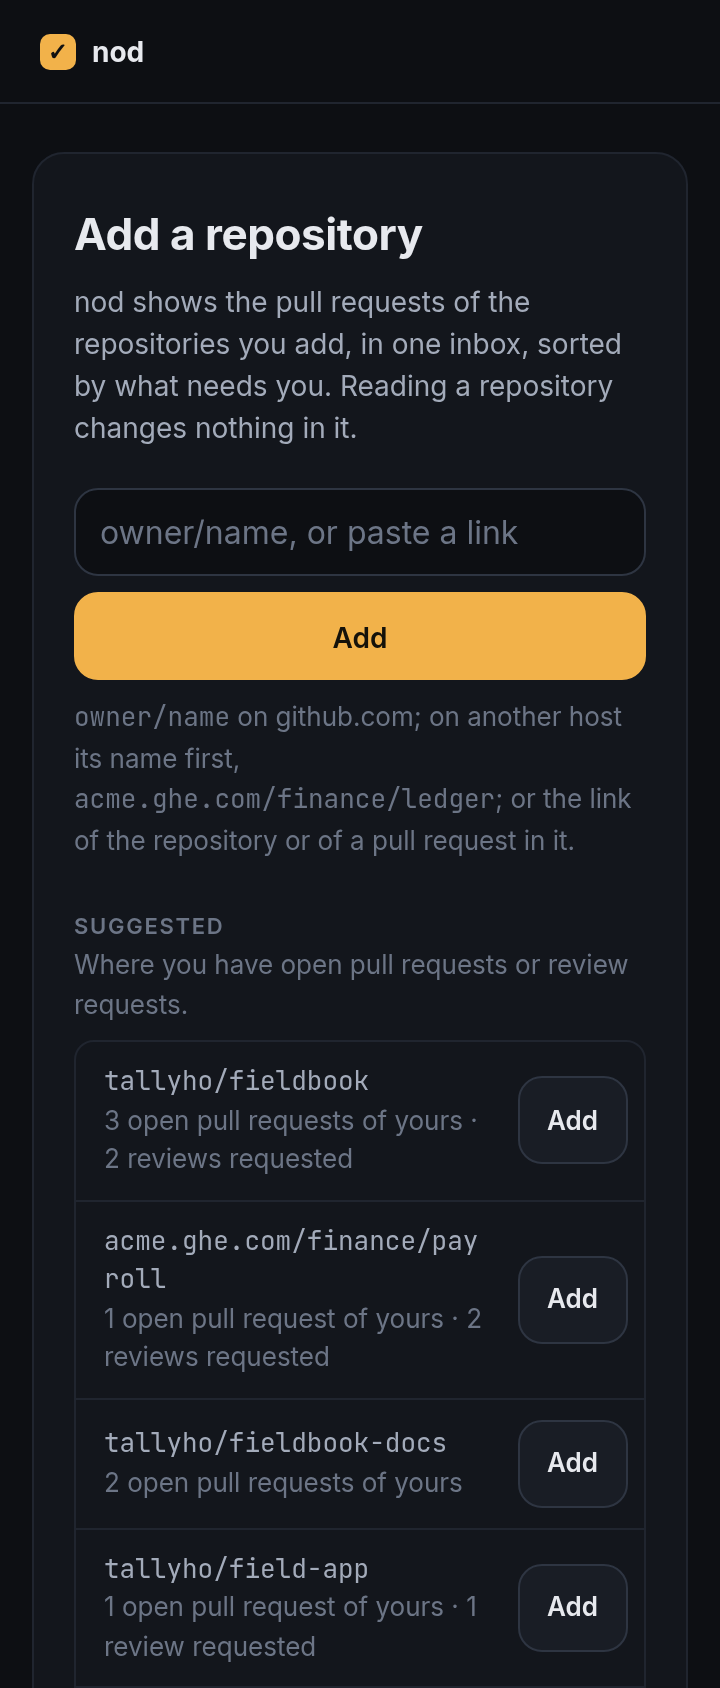 ✓ nod
Add a repository
nod shows the pull requests of the
repositories you add, in one inbox, sorted
by what needs you. Reading a repository
changes nothing in it.
owner/name, or paste a link
Add
owner/name on github.com; on another host
its name first,
acme.ghe.com/finance/ledger; or the link
of the repository or of a pull request in it.
SUGGESTED
Where you have open pull requests or review
requests.
tallyho/fieldbook
3 open pull requests of yours ·
2 reviews requested
Add
acme.ghe.com/finance/pay
roll
1 open pull request of yours · 2
reviews requested
Add
tallyho/fieldbook-docs
2 open pull requests of yours
Add
tallyho/field-app
1 open pull request of yours · 1
review requested
Add